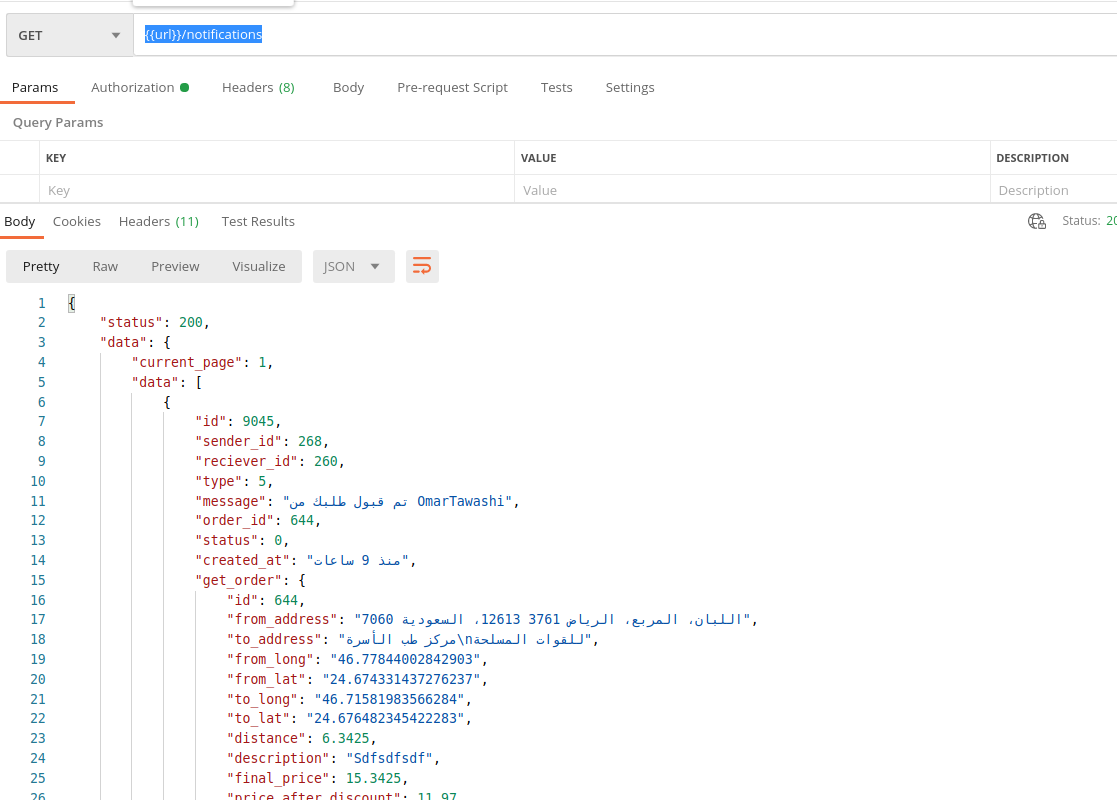 GET {{url}}/notifications
Params Authorization Headers (8) Body Pre-request Script Tests Settings
Query Params
KEY VALUE DESCRIPTION
Key Value Description
Body Cookies Headers (11) Test Results Status: 20
Pretty Raw Preview Visualize JSON
1 {
2 "status": 200,
3 "data": {
4 "current_page": 1,
5 "data": [
6 {
7 "id": 9045,
8 "sender_id": 268,
9 "reciever_id": 260,
10 "type": 5,
11 "message": "تم قبول طلبك من OmarTawashi",
12 "order_id": 644,
13 "status": 0,
14 "created_at": "منذ 9 ساعات",
15 "get_order": {
16 "id": 644,
17 "from_address": "7060 اللبان، المربع، الرياض 12613 3761، السعودية",
18 "to_address": "مركز طب الأسرة\nللقوات المسلحة",
19 "from_long": "46.77844002842903",
20 "from_lat": "24.674331437276237",
21 "to_long": "46.71581983566284",
22 "to_lat": "24.676482345422283",
23 "distance": 6.3425,
24 "description": "Sdfsdfsdf",
25 "final_price": 15.3425,
26 "price_after_discount": 11.97